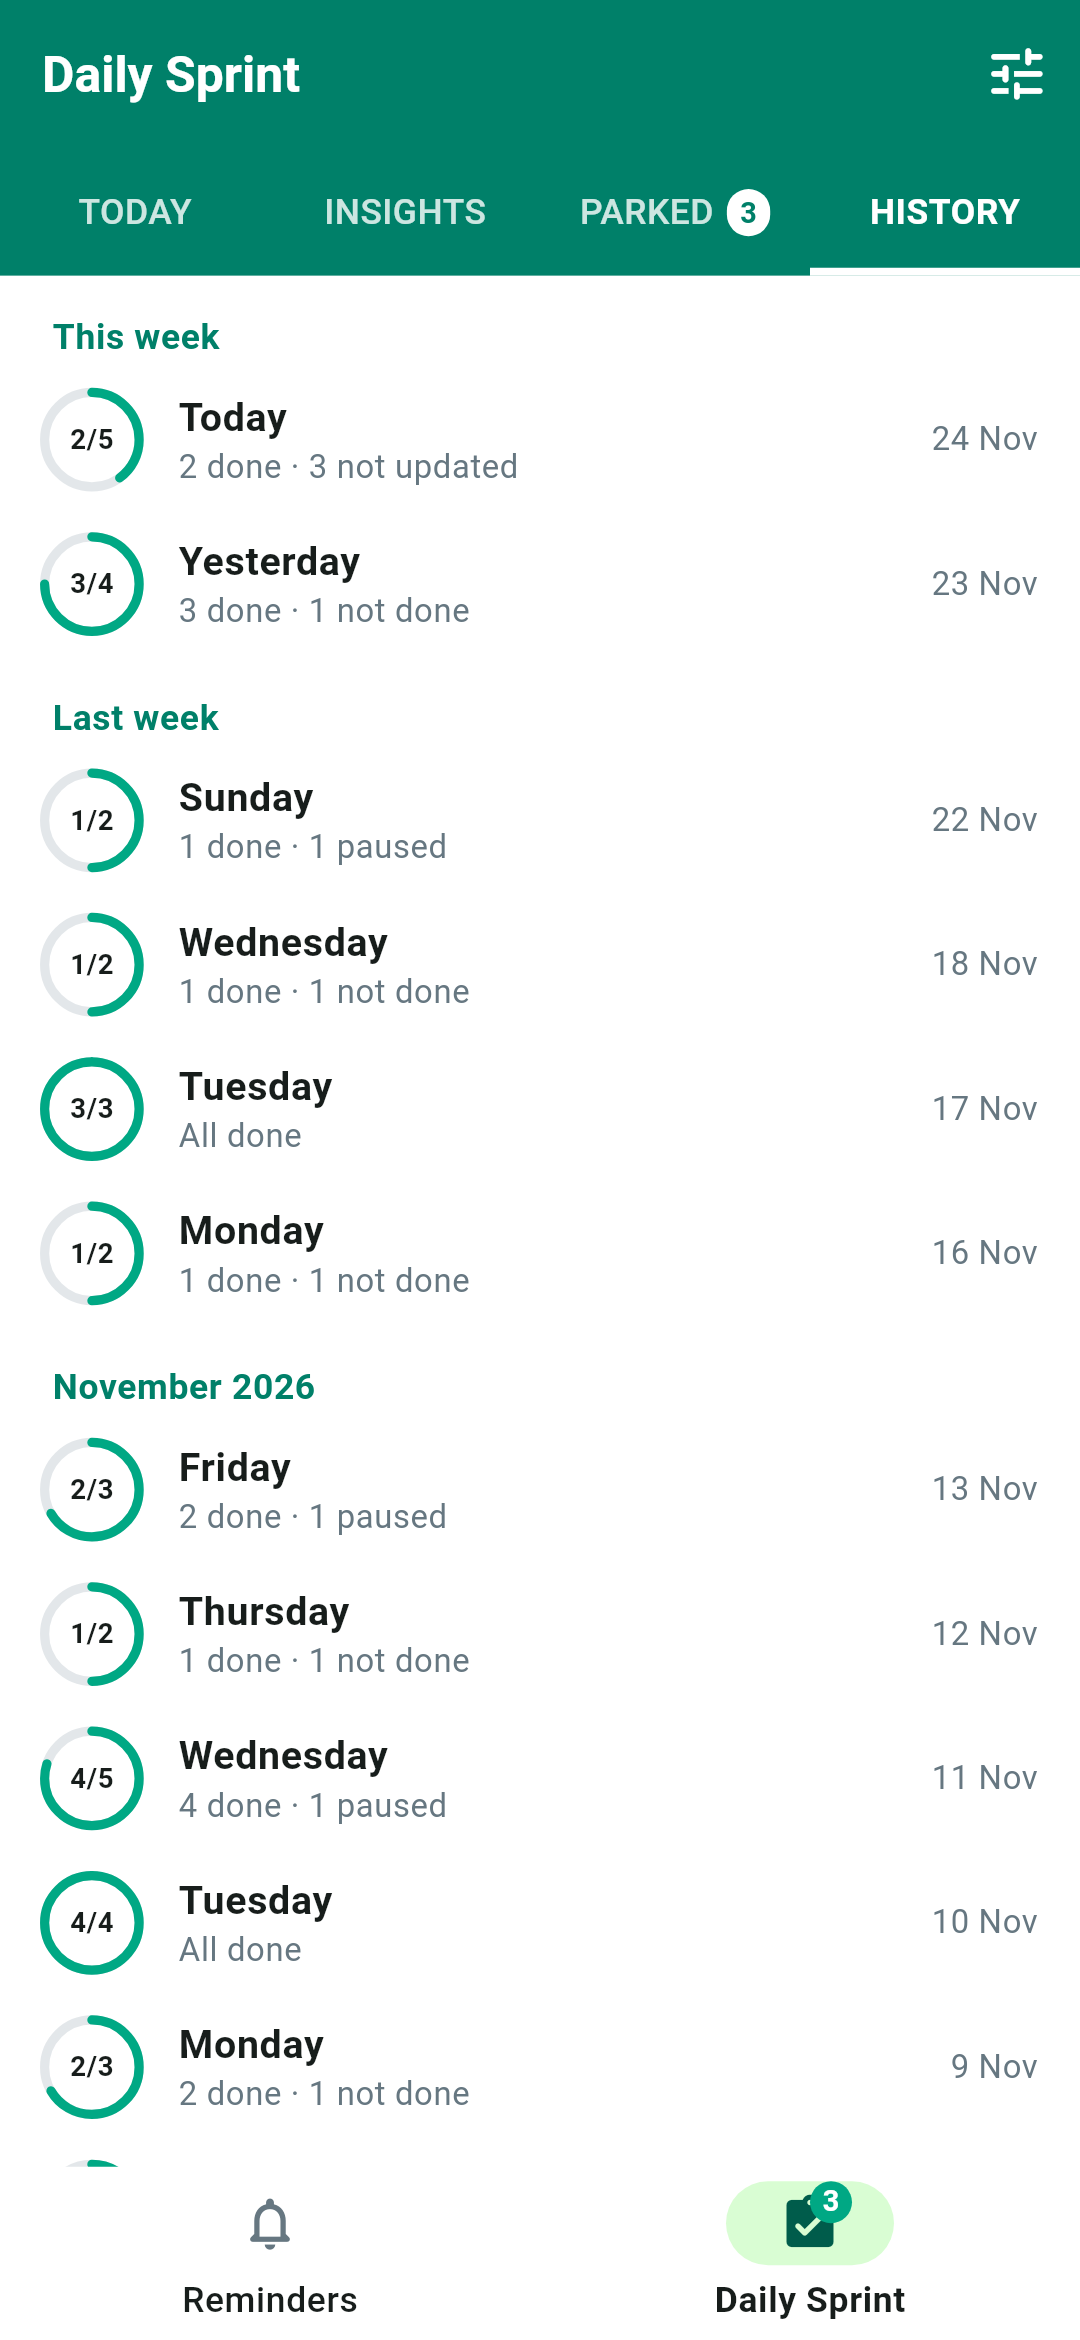 Daily Sprint
TODAY
INSIGHTS
PARKED 3
HISTORY
This week
2/5
Today
2 done · 3 not updated
24 Nov
3/4
Yesterday
3 done · 1 not done
23 Nov
Last week
1/2
Sunday
1 done · 1 paused
22 Nov
1/2
Wednesday
1 done · 1 not done
18 Nov
3/3
Tuesday
All done
17 Nov
1/2
Monday
1 done · 1 not done
16 Nov
November 2026
2/3
Friday
2 done · 1 paused
13 Nov
1/2
Thursday
1 done · 1 not done
12 Nov
4/5
Wednesday
4 done · 1 paused
11 Nov
4/4
Tuesday
All done
10 Nov
2/3
Monday
2 done · 1 not done
9 Nov
3
Reminders
Daily Sprint